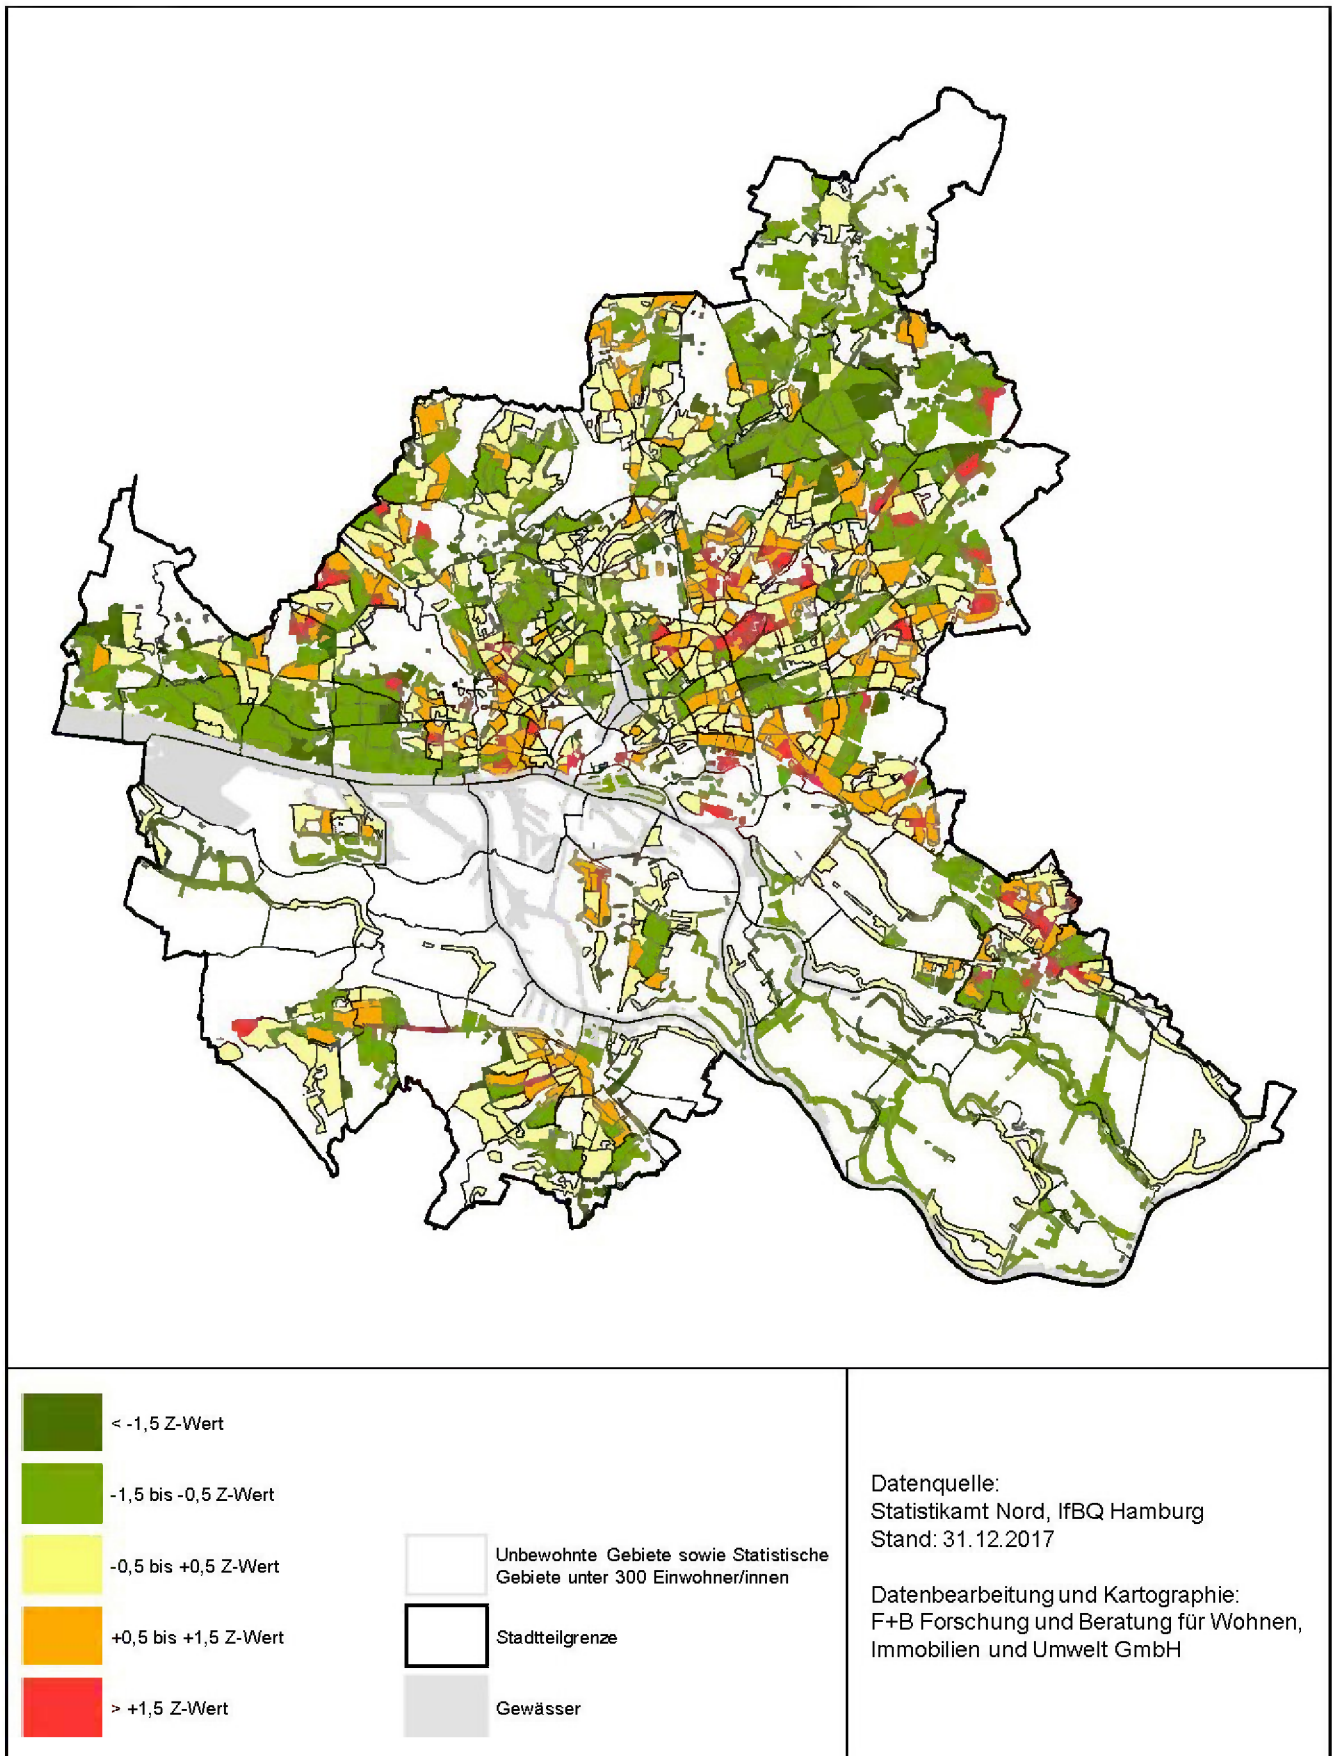 < -1,5 Z-Wert
-1,5 bis -0,5 Z-Wert
-0,5 bis +0,5 Z-Wert
+0,5 bis +1,5 Z-Wert
> +1,5 Z-Wert
Unbewohnte Gebiete sowie Statistische
Gebiete unter 300 Einwohner/innen
Stadtteilgrenze
Gewässer
Datenquelle:
Statistikamt Nord, IfBQ Hamburg
Stand: 31.12.2017
Datenbearbeitung und Kartographie:
F+B Forschung und Beratung für Wohnen,
Immobilien und Umwelt GmbH